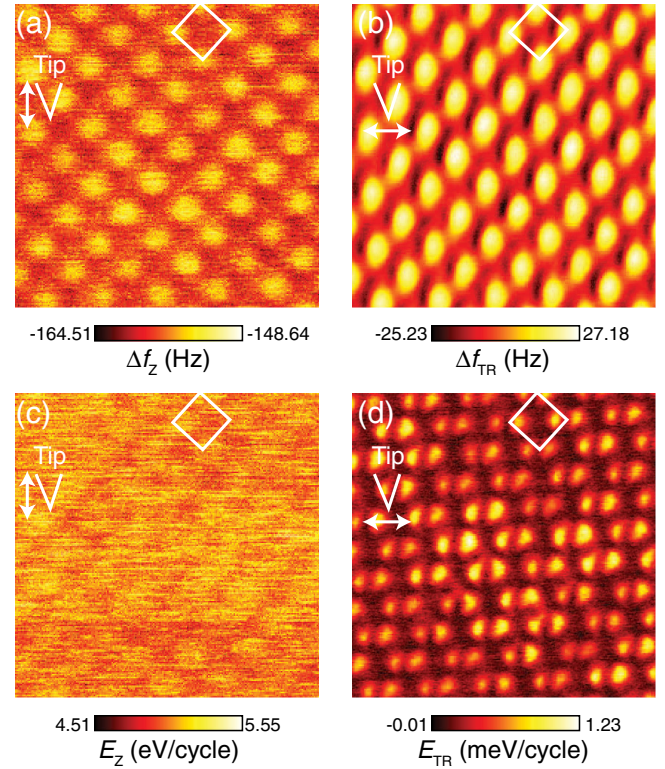 (a)
Tip
-164.51 -148.64
Δf_Z (Hz)
(b)
Tip
-25.23 27.18
Δf_TR (Hz)
(c)
Tip
4.51 5.55
E_Z (eV/cycle)
(d)
Tip
-0.01 1.23
E_TR (meV/cycle)